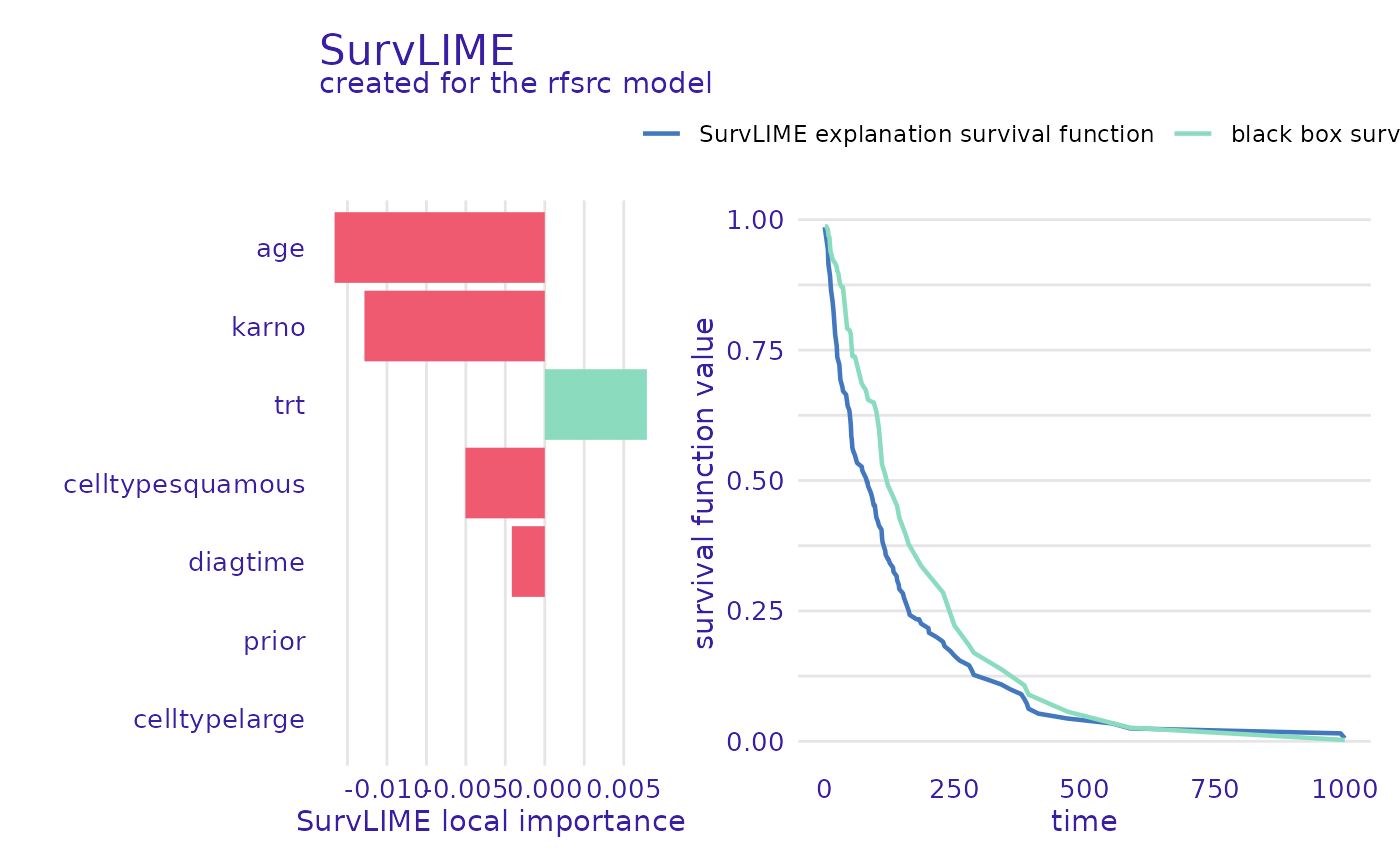 SurvLIME
created for the rfsrc model
SurvLIME explanation survival function
black box surv
age
karno
trt
celltypesquamous
diagtime
prior
celltypelarge
-0.010 -0.005 0.000 0.005
SurvLIME local importance
survival function value
1.00
0.75
0.50
0.25
0.00
0 250 500 750 1000
time